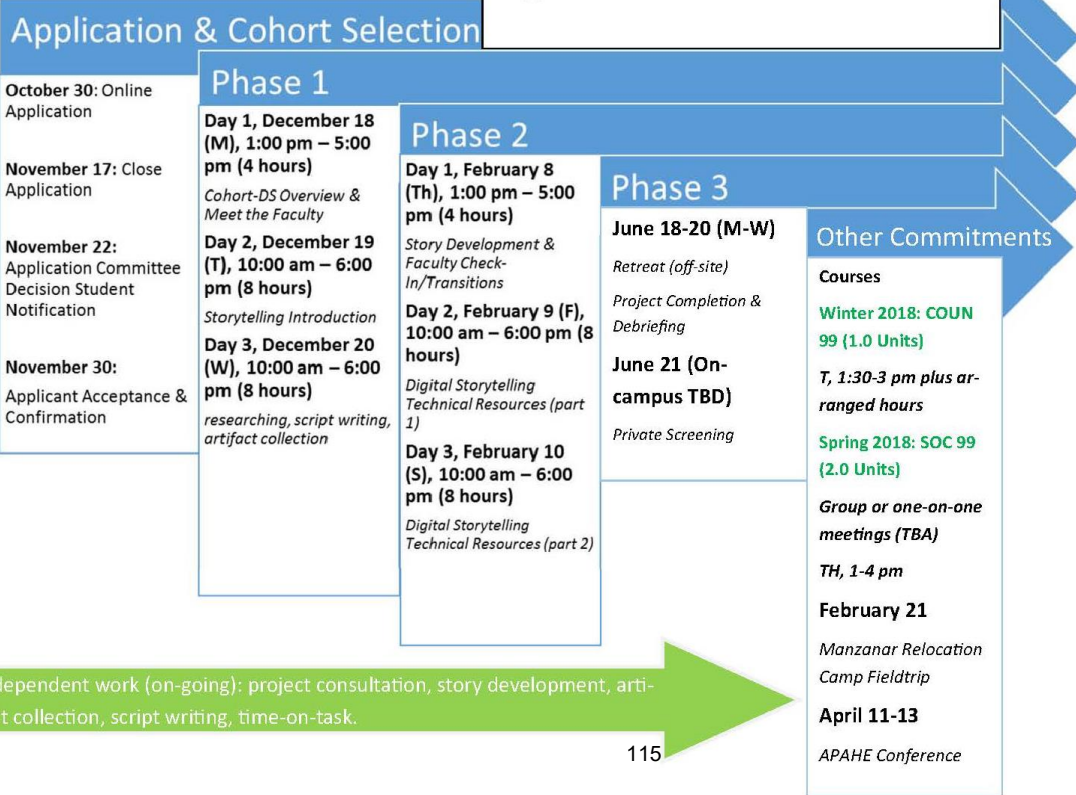 Application & Cohort Selection
October 30: Online
Application
November 17: Close
Application
November 22:
Application Committee
Decision Student
Notification
November 30:
Applicant Acceptance &
Confirmation
Phase 1
Day 1, December 18
(M), 1:00 pm – 5:00
pm (4 hours)
Cohort-DS Overview &
Meet the Faculty
Day 2, December 19
(T), 10:00 am – 6:00
pm (8 hours)
Storytelling Introduction
Day 3, December 20
(W), 10:00 am – 6:00
pm (8 hours)
researching, script writing,
artifact collection
Phase 2
Day 1, February 8
(Th), 1:00 pm – 5:00
pm (4 hours)
Story Development &
Faculty Check-
In/Transitions
Day 2, February 9 (F),
10:00 am – 6:00 pm (8
hours)
Digital Storytelling
Technical Resources (part
1)
Day 3, February 10
(S), 10:00 am – 6:00
pm (8 hours)
Digital Storytelling
Technical Resources (part 2)
Phase 3
June 18-20 (M-W)
Retreat (off-site)
Project Completion &
Debriefing
June 21 (On-
campus TBD)
Private Screening
Other Commitments
Courses
Winter 2018: COUN
99 (1.0 Units)
T, 1:30-3 pm plus ar-
ranged hours
Spring 2018: SOC 99
(2.0 Units)
Group or one-on-one
meetings (TBA)
TH, 1-4 pm
February 21
Manzanar Relocation
Camp Fieldtrip
April 11-13
APAHE Conference
dependent work (on-going): project consultation, story development, arti-
t collection, script writing, time-on-task.
115